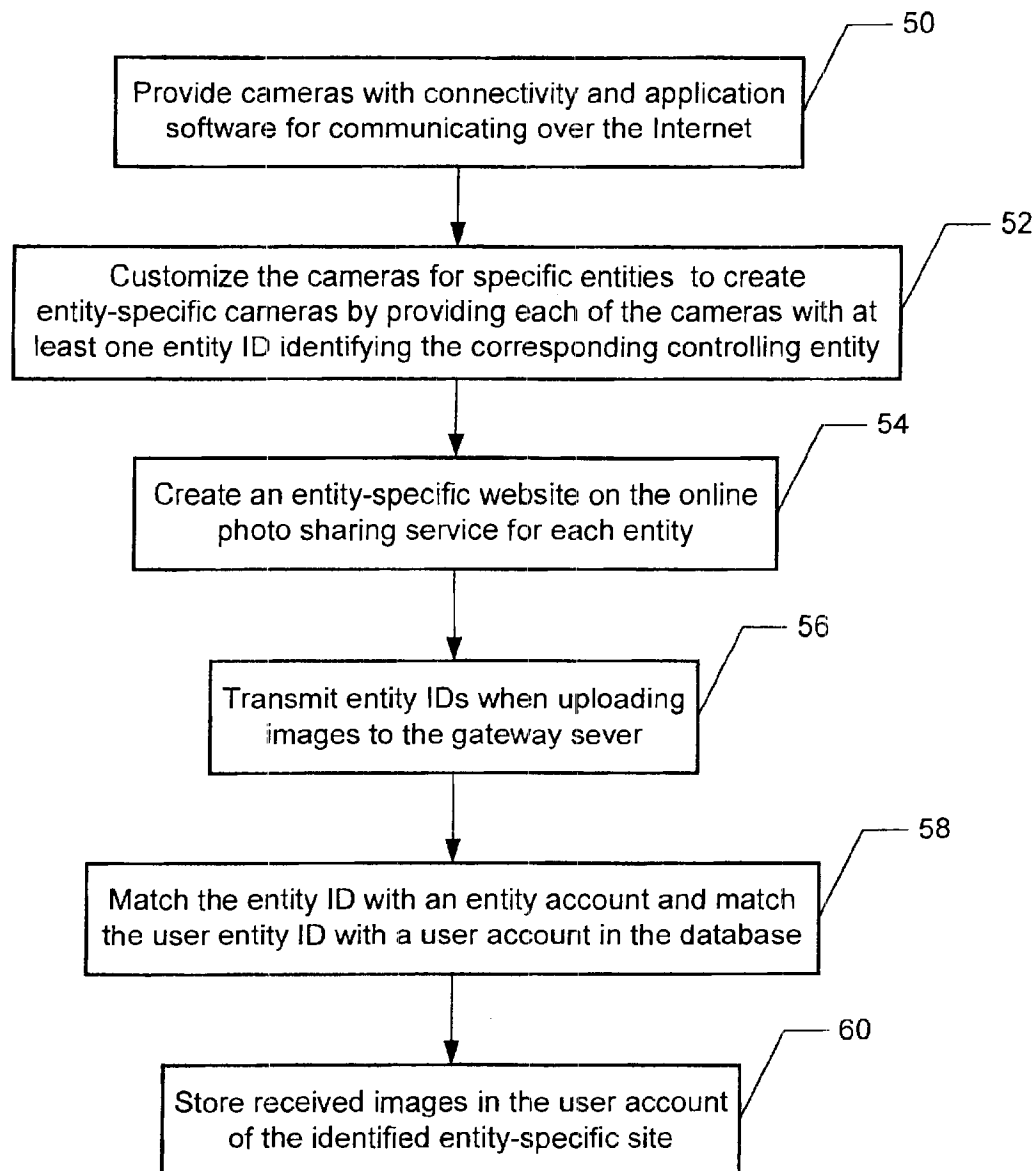 50
Provide cameras with connectivity and application
software for communicating over the Internet
52
Customize the cameras for specific entities to create
entity-specific cameras by providing each of the cameras with at
least one entity ID identifying the corresponding controlling entity
54
Create an entity-specific website on the online
photo sharing service for each entity
56
Transmit entity IDs when uploading
images to the gateway sever
58
Match the entity ID with an entity account and match
the user entity ID with a user account in the database
60
Store received images in the user account
of the identified entity-specific site